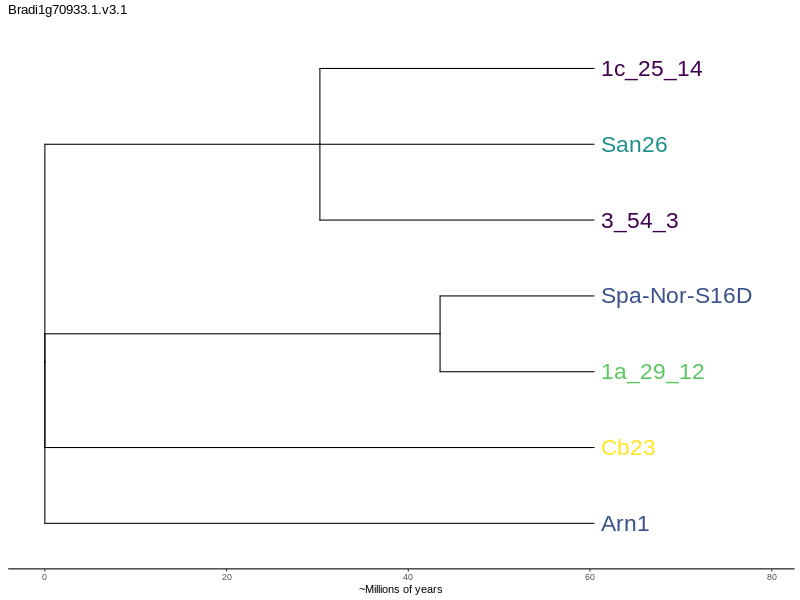 Bradi1g70933.1.v3.1
1c_25_14
San26
3_54_3
Spa-Nor-S16D
1a_29_12
Cb23
Arn1
0 20 40 60 80
~Millions of years